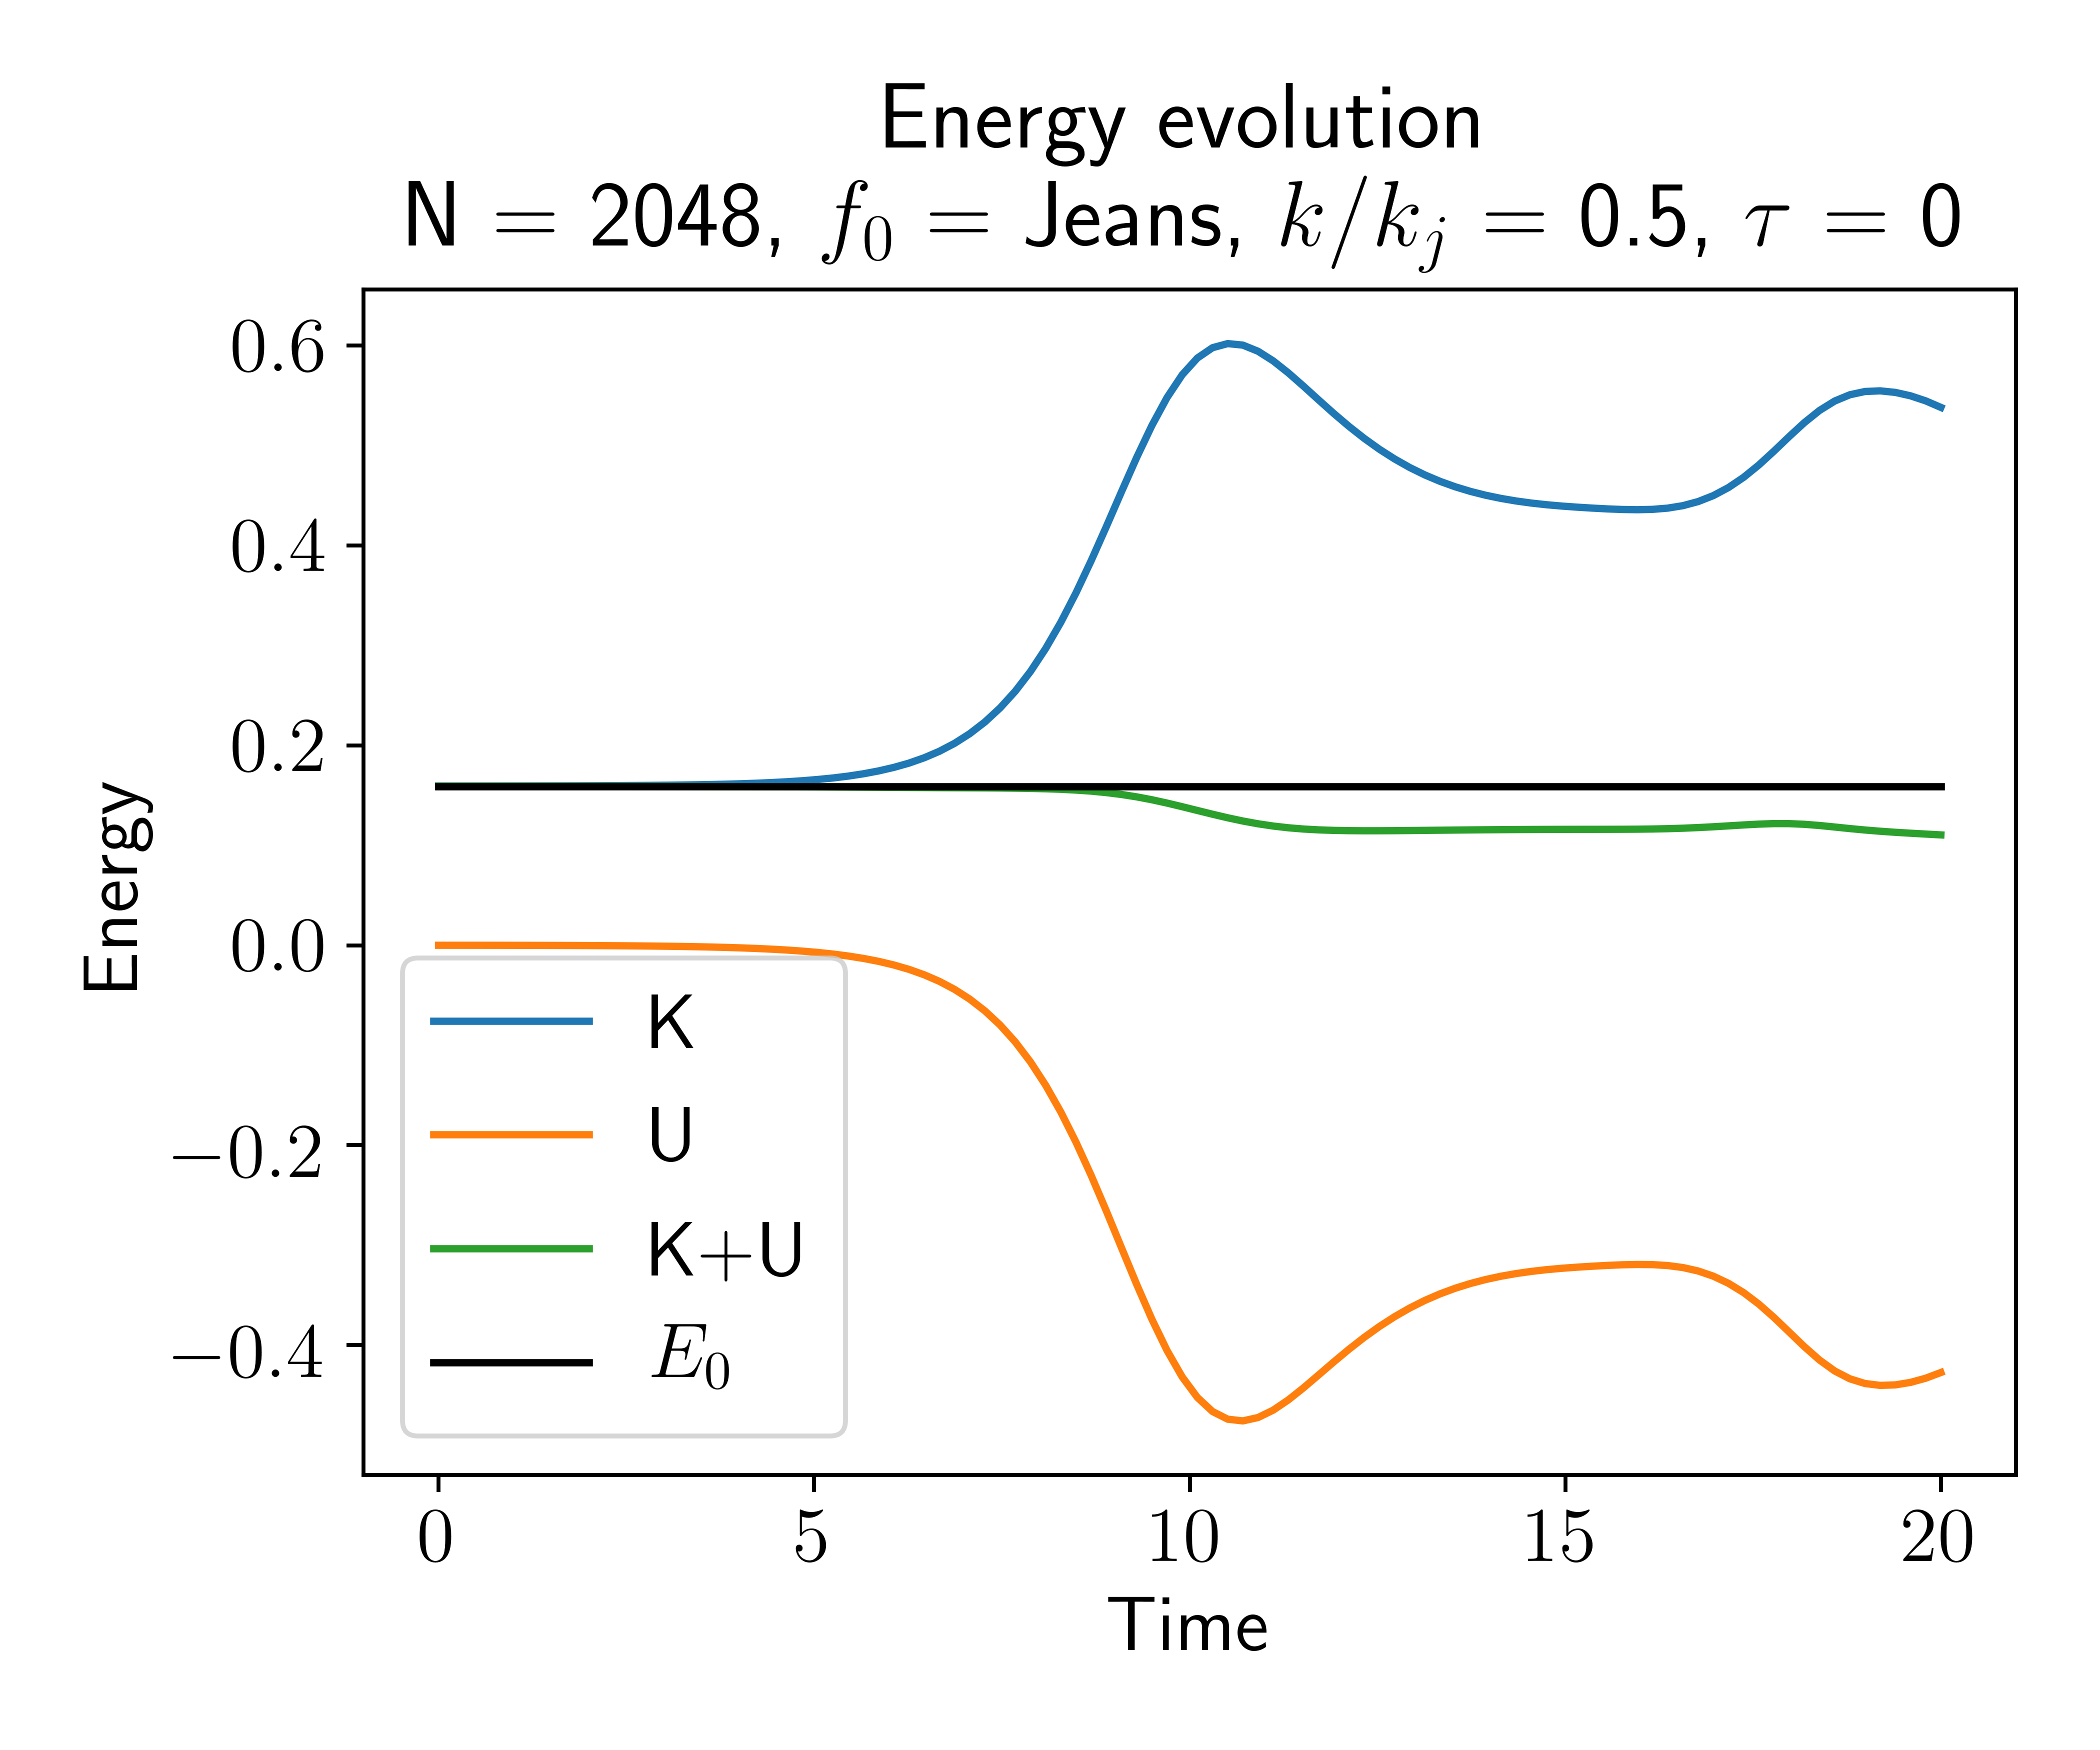 Energy evolution
N = 2048, f₀ = Jeans, k/kⱼ = 0.5, τ = 0
0.6
0.4
0.2
0.0
−0.2
−0.4
Energy
K
U
K+U
E₀
0 5 10 15 20
Time